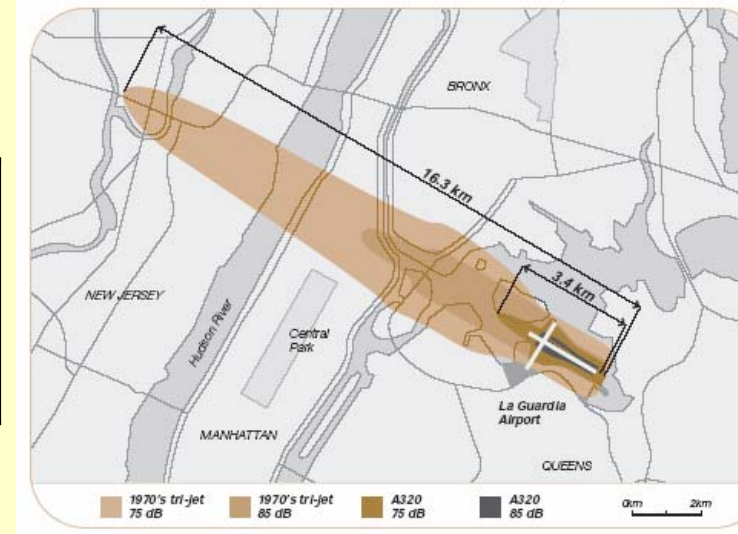 BRONX
16.3 km
3.4 km
NEW JERSEY
Hudson River
Central
Park
La Guardia
Airport
MANHATTAN
QUEENS
1970's tri-jet
75 dB
1970's tri-jet
85 dB
A320
75 dB
A320
85 dB
0km
2km